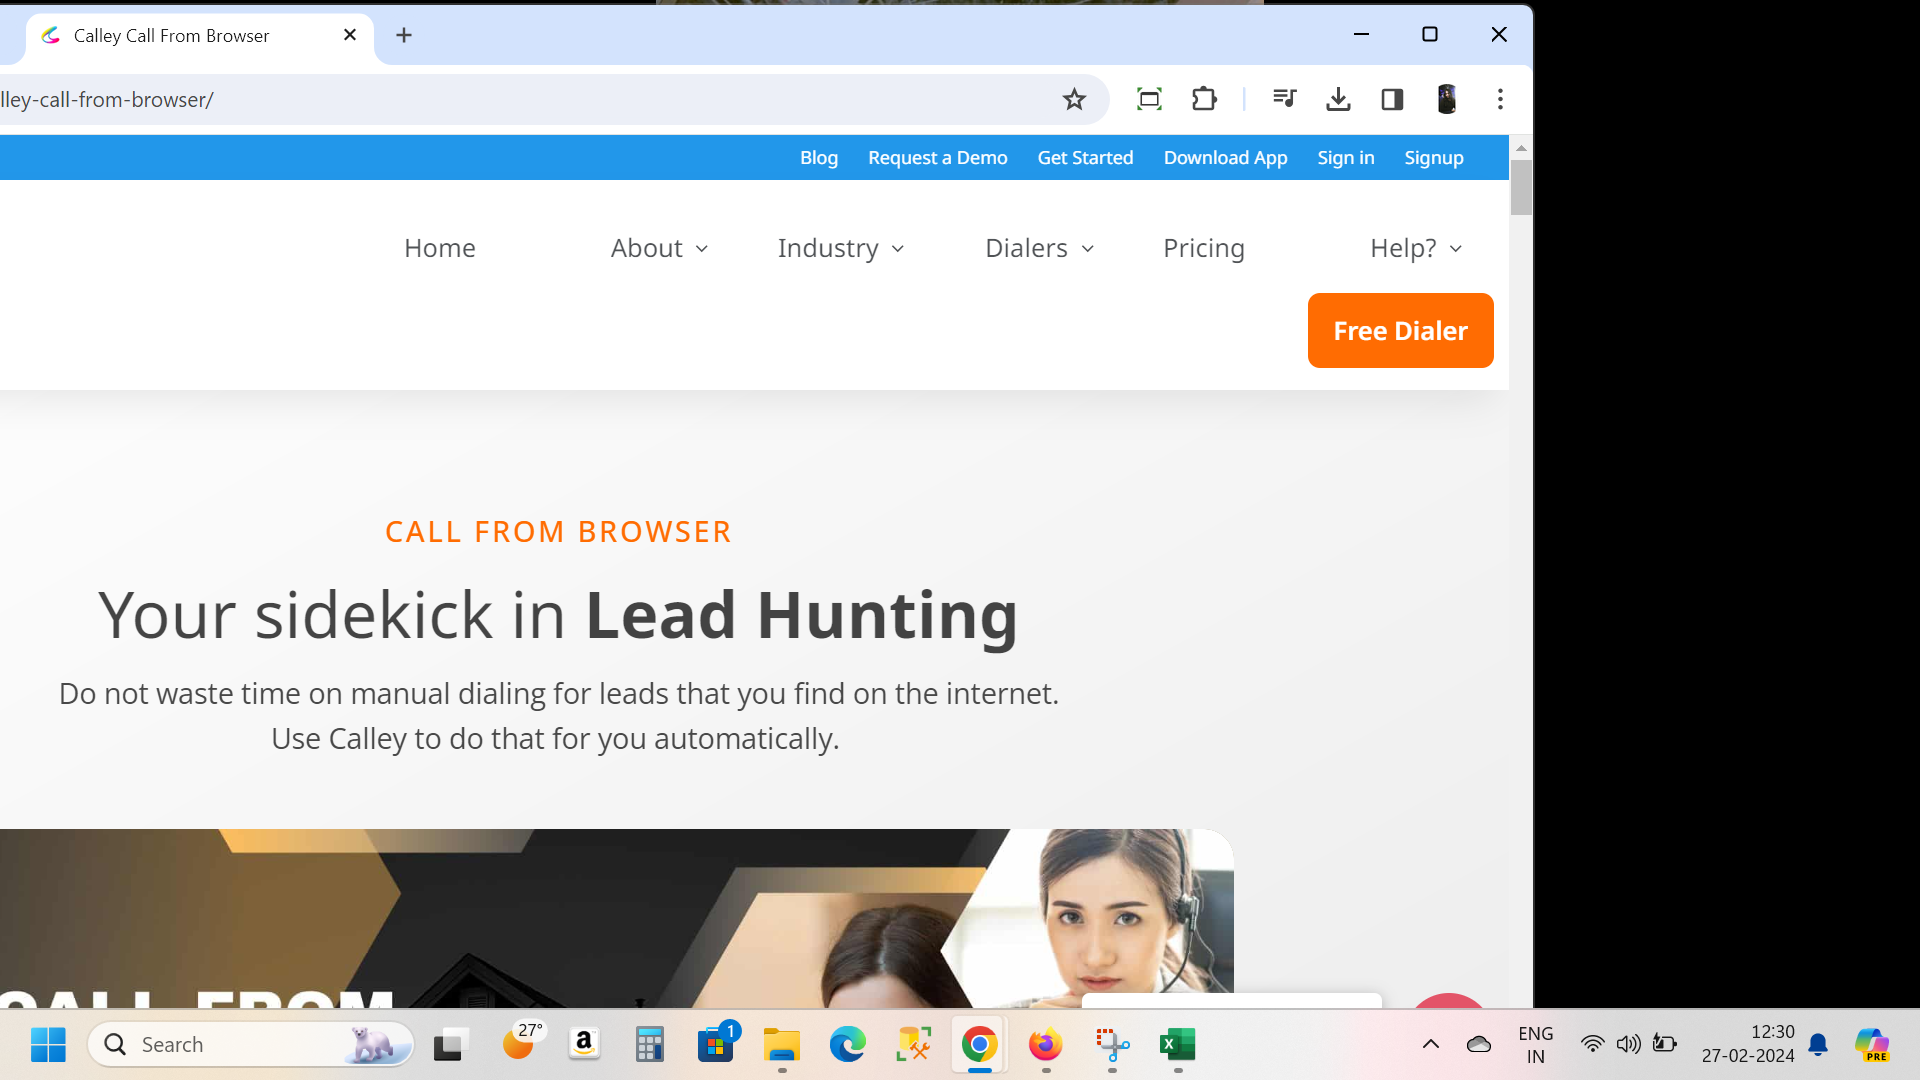 Calley Call From Browser
lley-call-from-browser/
Blog Request a Demo Get Started Download App Sign in Signup
Home About Industry Dialers Pricing Help?
Free Dialer
CALL FROM BROWSER
Your sidekick in Lead Hunting
Do not waste time on manual dialing for leads that you find on the internet.
Use Calley to do that for you automatically.
CALL FROM
Search
27°
1
ENG
IN
12:30
27-02-2024
PRE